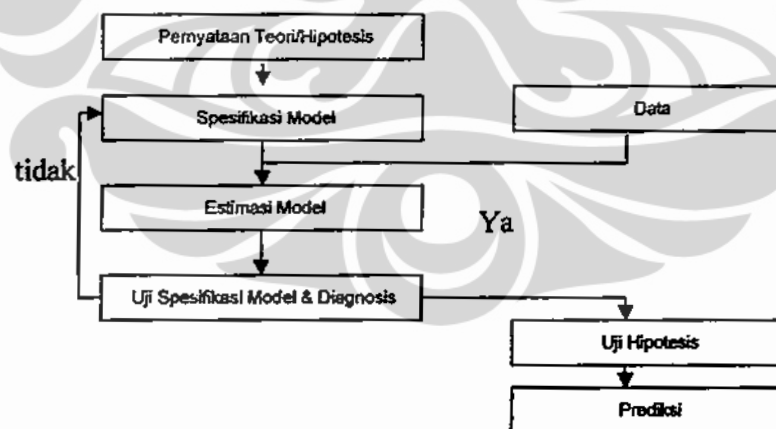 Pernyataan Teori/Hipotesis
Spesifikasi Model
Data
tidak
Estimasi Model
Ya
Uji Spesifikasi Model & Diagnosis
Uji Hipotesis
Prediksi